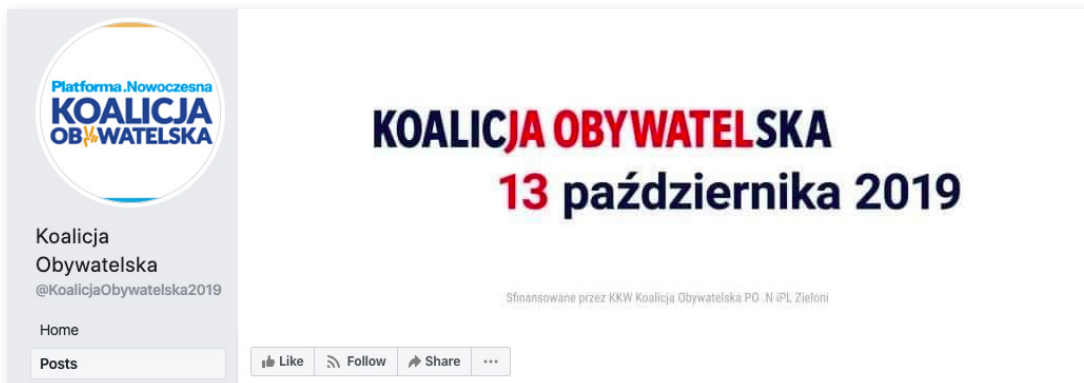 Platforma.Nowoczesna
KOALICJA
OBYWATELSKA
Koalicja
Obywatelska
@KoalicjaObywatelska2019
Home
Posts
KOALICJA OBYWATELSKA
13 października 2019
Sfinansowane przez KKW Koalicja Obywatelska PO .N iPL Zieloni
Like Follow Share ...